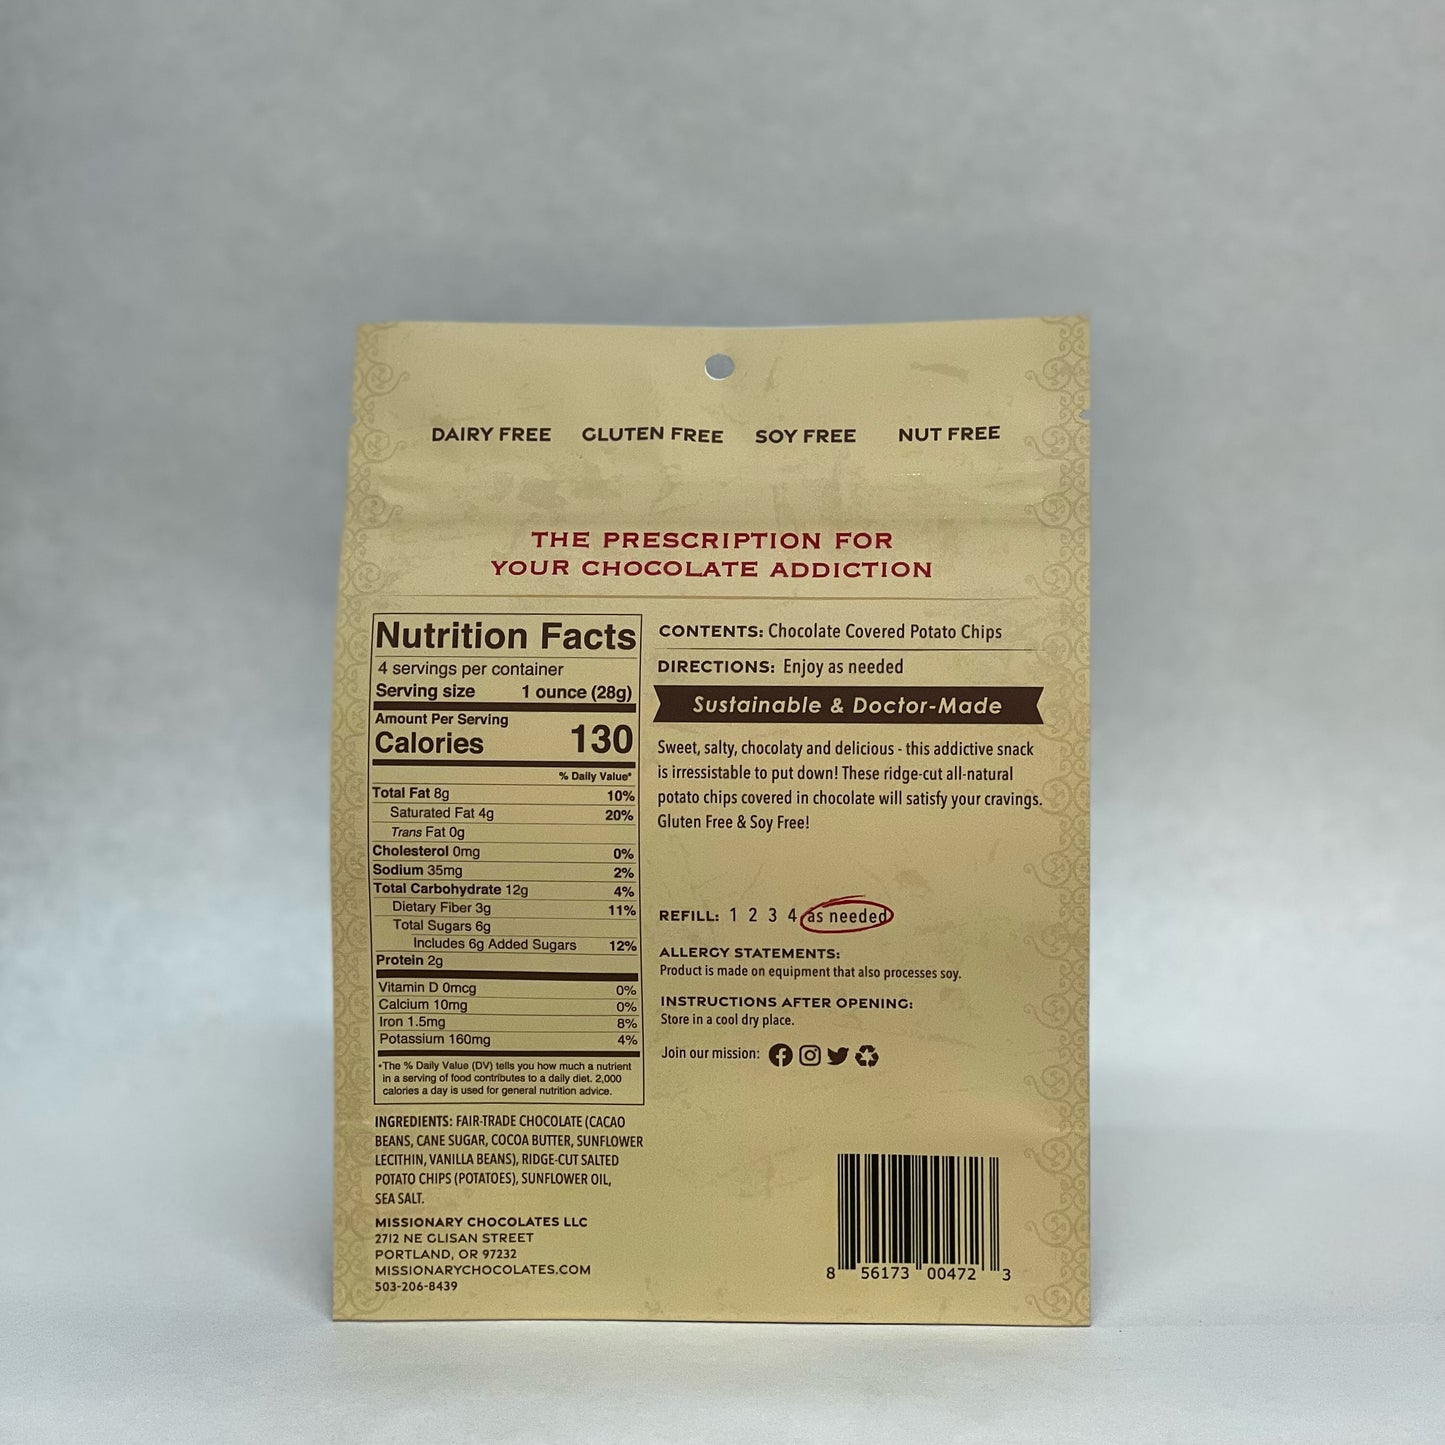 DAIRY FREE GLUTEN FREE SOY FREE NUT FREE
THE PRESCRIPTION FOR
YOUR CHOCOLATE ADDICTION
Nutrition Facts
4 servings per container
Serving size 1 ounce (28g)
Amount Per Serving
Calories 130
% Daily Value*
Total Fat 8g 10%
Saturated Fat 4g 20%
Trans Fat 0g
Cholesterol 0mg 0%
Sodium 35mg 2%
Total Carbohydrate 12g 4%
Dietary Fiber 3g 11%
Total Sugars 6g
Includes 6g Added Sugars 12%
Protein 2g
Vitamin D 0mcg 0%
Calcium 10mg 0%
Iron 1.5mg 8%
Potassium 160mg 4%
*The % Daily Value (DV) tells you how much a nutrient
in a serving of food contributes to a daily diet. 2,000
calories a day is used for general nutrition advice.
INGREDIENTS: FAIR-TRADE CHOCOLATE (CACAO
BEANS, CANE SUGAR, COCOA BUTTER, SUNFLOWER
LECITHIN, VANILLA BEANS), RIDGE-CUT SALTED
POTATO CHIPS (POTATOES), SUNFLOWER OIL,
SEA SALT.
MISSIONARY CHOCOLATES LLC
2712 NE GLISAN STREET
PORTLAND, OR 97232
MISSIONARYCHOCOLATES.COM
503-206-8439
CONTENTS: Chocolate Covered Potato Chips
DIRECTIONS: Enjoy as needed
Sustainable & Doctor-Made
Sweet, salty, chocolaty and delicious - this addictive snack
is irressistable to put down! These ridge-cut all-natural
potato chips covered in chocolate will satisfy your cravings.
Gluten Free & Soy Free!
REFILL: 1 2 3 4 as needed
ALLERGY STATEMENTS:
Product is made on equipment that also processes soy.
INSTRUCTIONS AFTER OPENING:
Store in a cool dry place.
Join our mission:
8 56173 00472 3